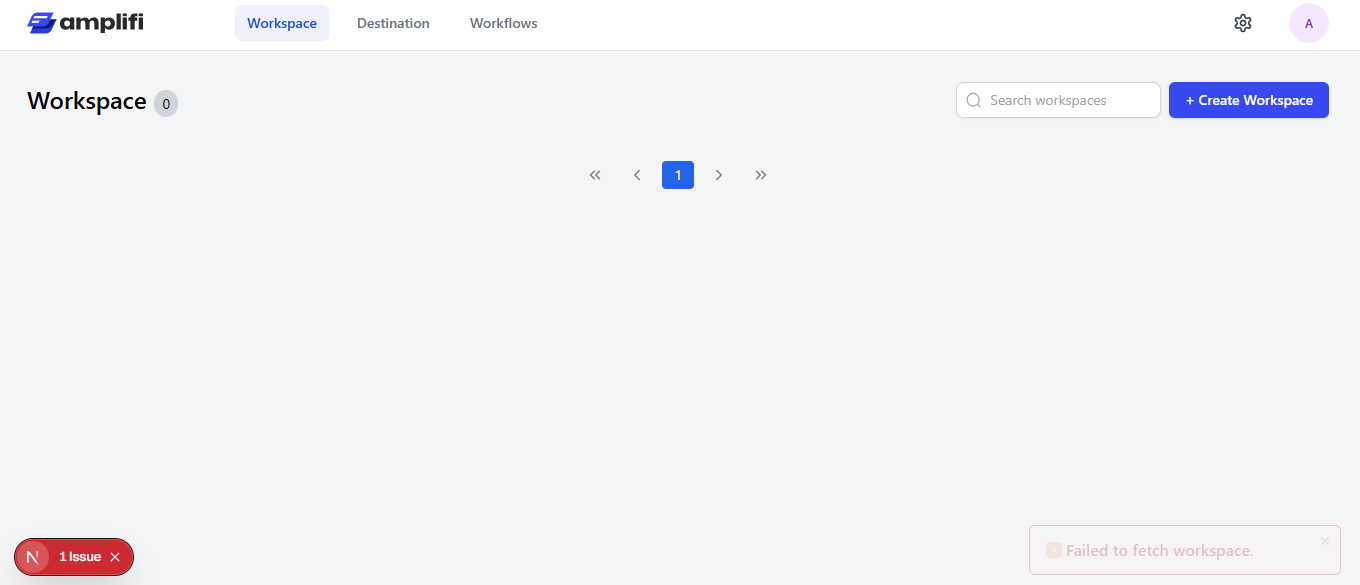 amplifi
Workspace
Destination
Workflows
A
Workspace 0
Search workspaces
+ Create Workspace
1
N 1 Issue
Failed to fetch workspace.